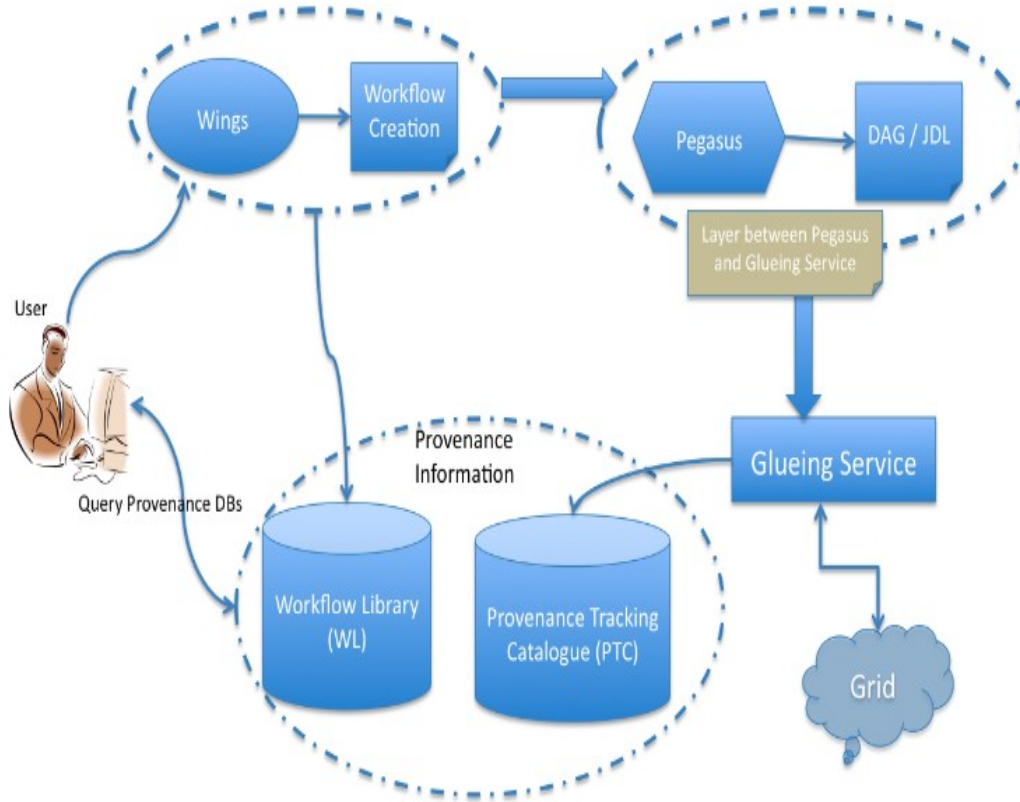 Wings
Workflow
Creation
Pegasus
DAG / JDL
Layer between Pegasus
and Glueing Service
User
Provenance
Information
Glueing Service
Query Provenance DBs
Workflow Library
(WL)
Provenance Tracking
Catalogue (PTC)
Grid